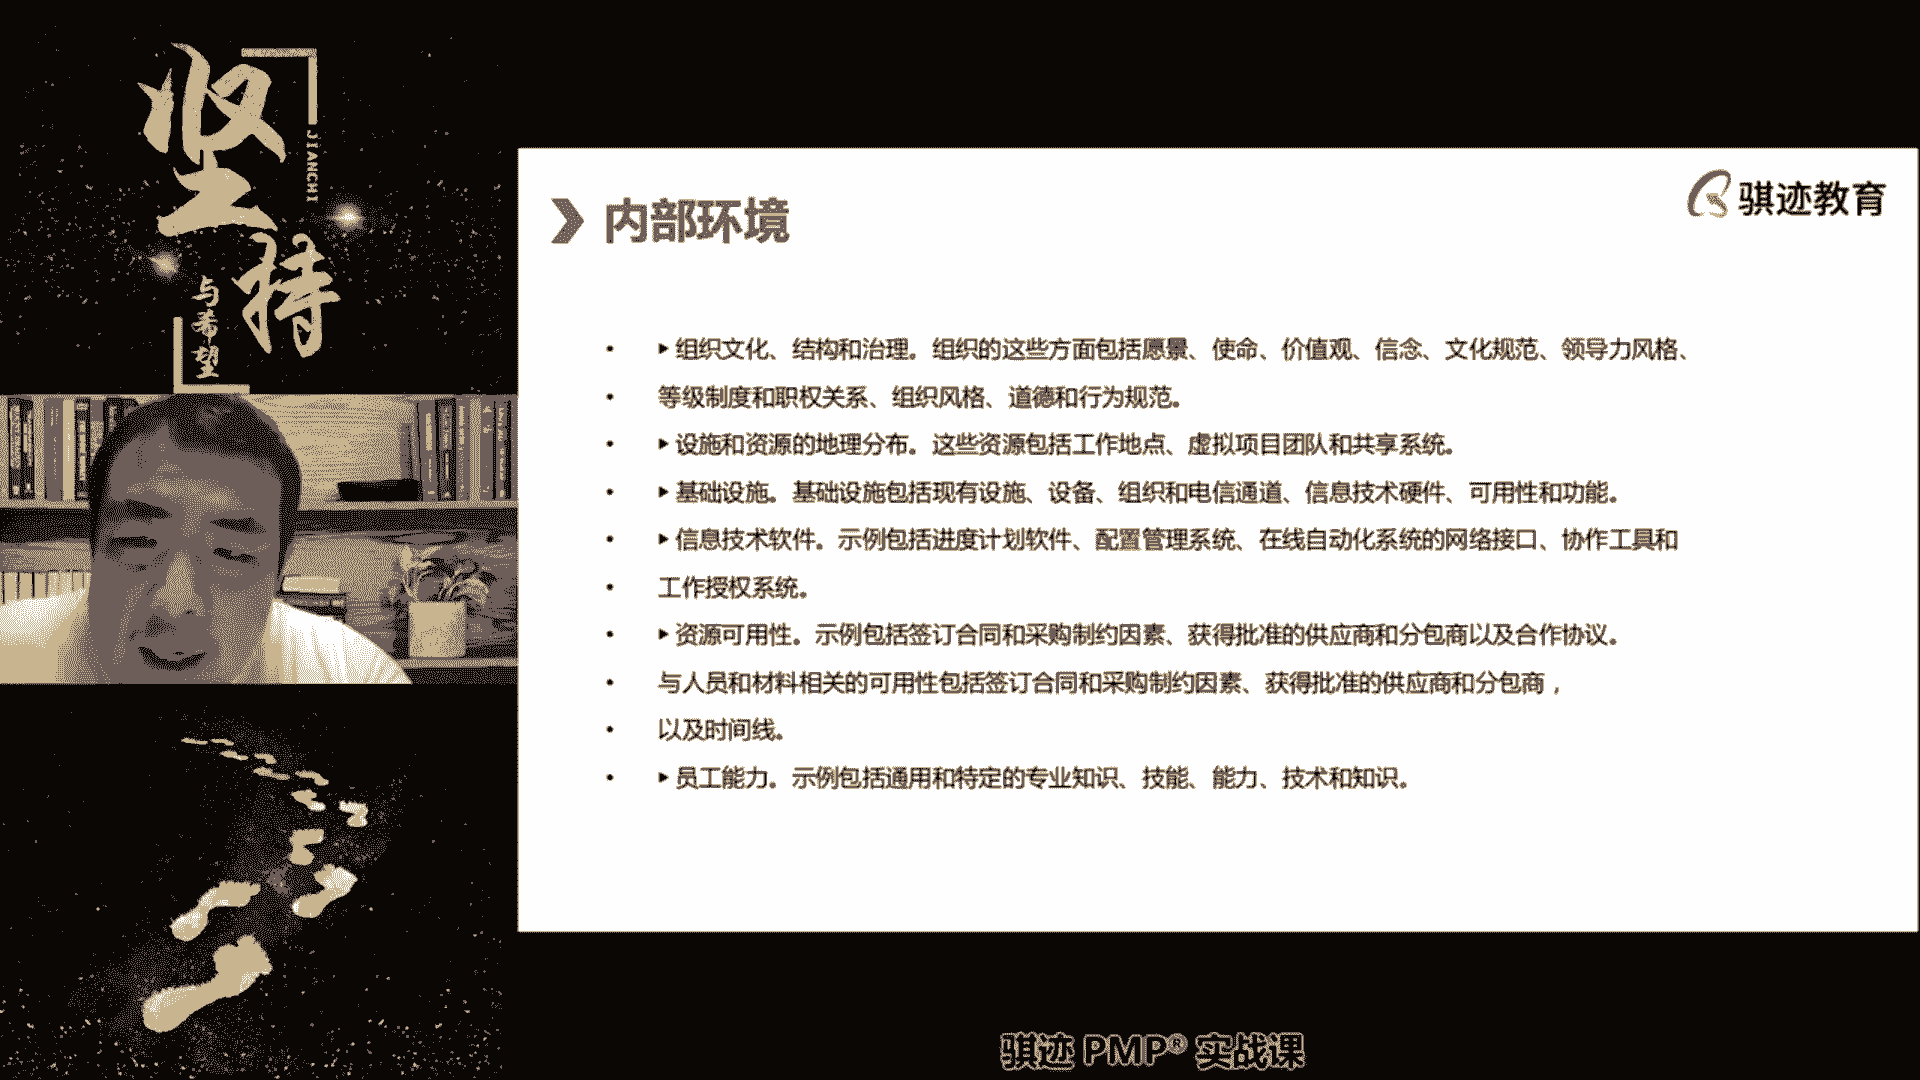 坚持
JIANCHI
与希望
内部环境
骐迹教育
▶ 组织文化、结构和治理。组织的这些方面包括愿景、使命、价值观、信念、文化规范、领导力风格、
等级制度和职权关系、组织风格、道德和行为规范。
▶ 设施和资源的地理分布。这些资源包括工作地点、虚拟项目团队和共享系统。
▶ 基础设施。基础设施包括现有设施、设备、组织和电信通道、信息技术硬件、可用性和功能。
▶ 信息技术软件。示例包括进度计划软件、配置管理系统、在线自动化系统的网络接口、协作工具和
工作授权系统。
▶ 资源可用性。示例包括签订合同和采购制约因素、获得批准的供应商和分包商以及合作协议。
与人员和材料相关的可用性包括签订合同和采购制约因素、获得批准的供应商和分包商，
以及时间线。
▶ 员工能力。示例包括通用和特定的专业知识、技能、能力、技术和知识。
骐迹 PMP® 实战课